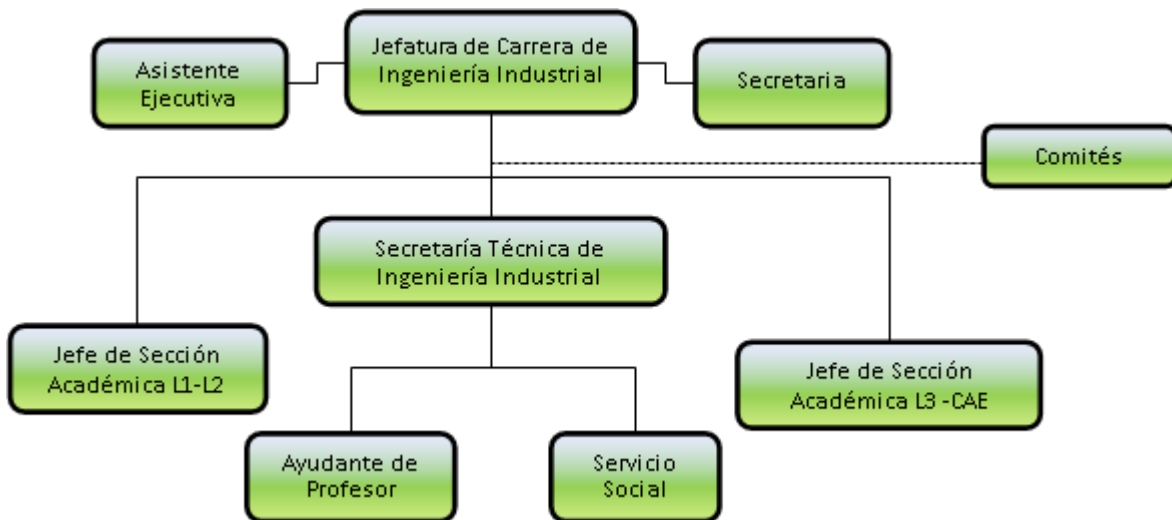 Jefatura de Carrera de
Ingeniería Industrial
Asistente
Ejecutiva
Secretaria
Comités
Secretaría Técnica de
Ingeniería Industrial
Jefe de Sección
Académica L1-L2
Jefe de Sección
Académica L3 -CAE
Ayudante de
Profesor
Servicio
Social